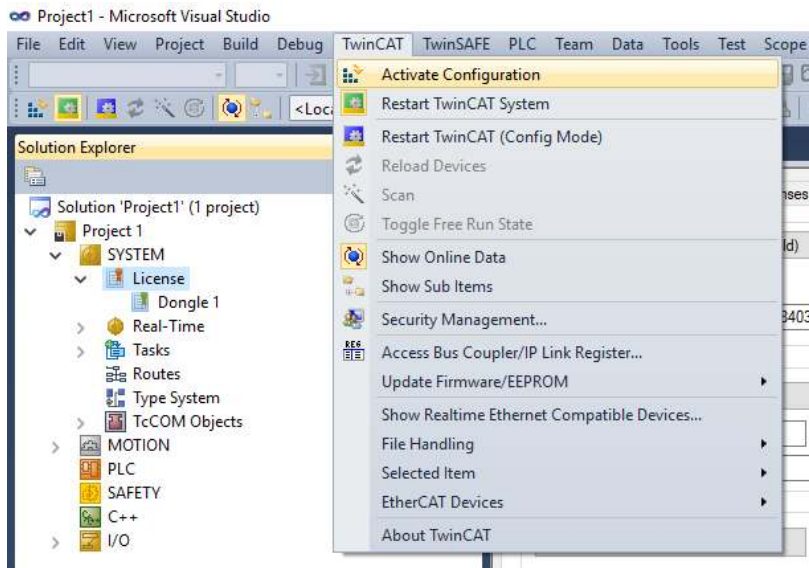 Project1 - Microsoft Visual Studio
File Edit View Project Build Debug TwinCAT TwinSAFE PLC Team Data Tools Test Scope
Activate Configuration
Restart TwinCAT System
Restart TwinCAT (Config Mode)
Reload Devices
Scan
Toggle Free Run State
Show Online Data
Show Sub Items
Security Management...
REG
Access Bus Coupler/IP Link Register...
Update Firmware/EEPROM
Show Realtime Ethernet Compatible Devices...
File Handling
Selected Item
EtherCAT Devices
About TwinCAT
Solution Explorer
Solution 'Project1' (1 project)
Project 1
SYSTEM
License
Dongle 1
Real-Time
Tasks
Routes
Type System
TcCOM Objects
MOTION
PLC
SAFETY
C++
I/O